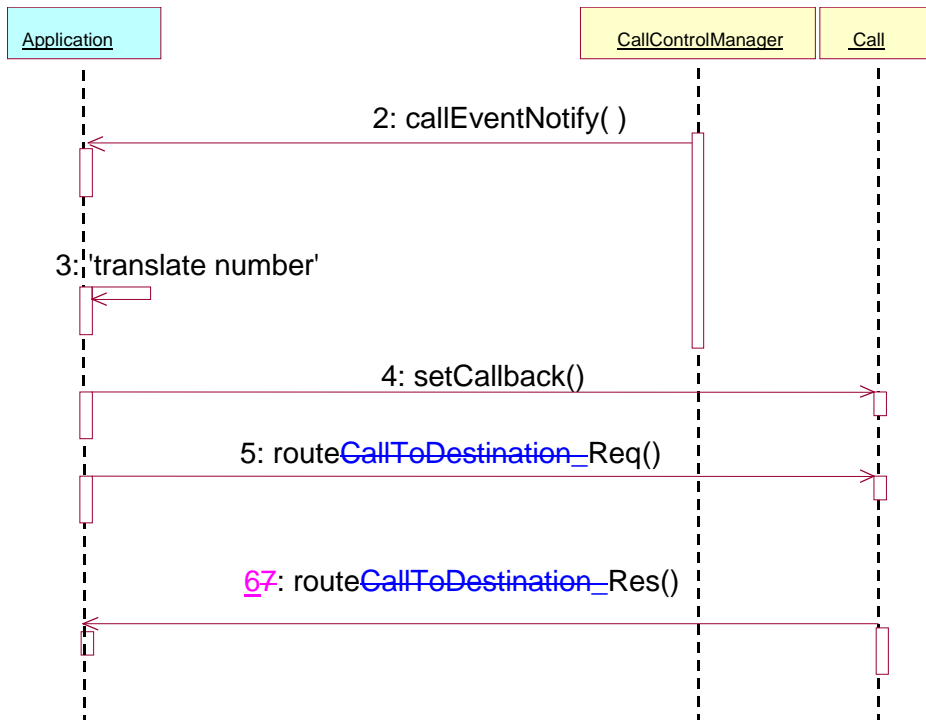 Application CallControlManager Call
2: callEventNotify( )
3: 'translate number'
4: setCallback()
5: routeCallToDestination_Req()
67: routeCallToDestination_Res()